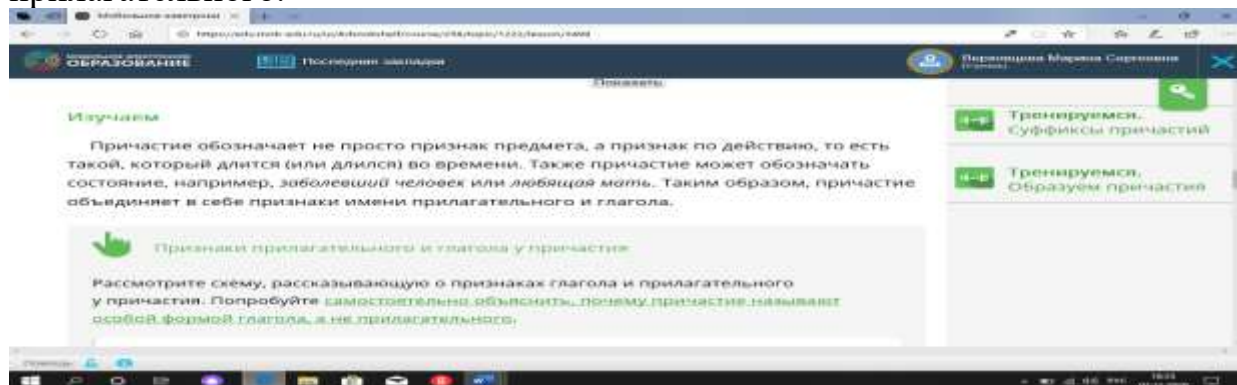 прилагательного.
ОБРАЗОВАНИЕ
Последняя закладка
Показать
Изучаем
Причастие обозначает не просто признак предмета, а признак по действию, то есть
такой, который длится (или длился) во времени. Также причастие может обозначать
состояние, например, заболевший человек или любящая мать. Таким образом, причастие
объединяет в себе признаки имени прилагательного и глагола.
Признаки прилагательного и глагола у причастия
Рассмотрите схему, рассказывающую о признаках глагола и прилагательного
у причастия. Попробуйте самостоятельно объяснить, почему причастие называют
особой формой глагола, а не прилагательного.
Тренируемся.
Суффиксы причастий
Тренируемся.
Образуем причастия